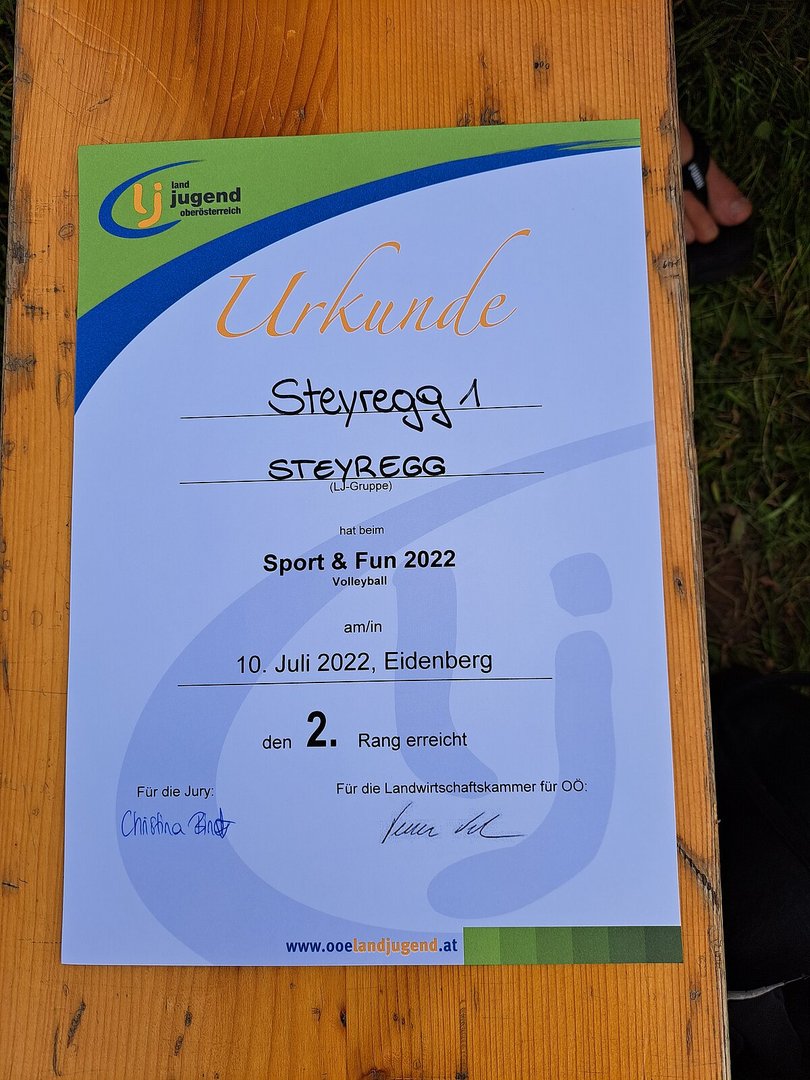 land
jugend
oberösterreich
Urkunde
Steyregg 1
STEYREGG
(LJ-Gruppe)
hat beim
Sport & Fun 2022
Volleyball
am/in
10. Juli 2022, Eidenberg
den 2. Rang erreicht
Für die Jury:
Für die Landwirtschaftskammer für OÖ:
Christina
www.ooelandjugend.at